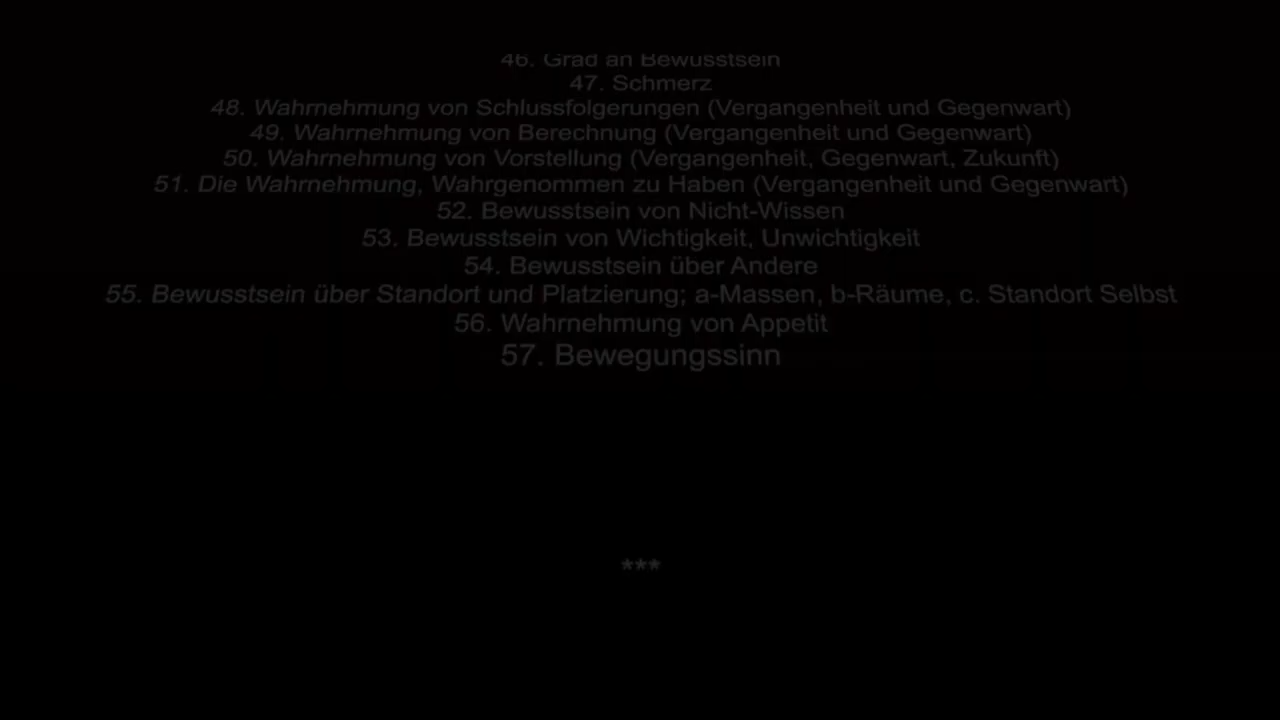 46. Grad an Bewusstsein
47. Schmerz
48. Wahrnehmung von Schlussfolgerungen (Vergangenheit und Gegenwart)
49. Wahrnehmung von Berechnung (Vergangenheit und Gegenwart)
50. Wahrnehmung von Vorstellung (Vergangenheit, Gegenwart, Zukunft)
51. Die Wahrnehmung, Wahrgenommen zu Haben (Vergangenheit und Gegenwart)
52. Bewusstsein von Nicht-Wissen
53. Bewusstsein von Wichtigkeit, Unwichtigkeit
54. Bewusstsein über Andere
55. Bewusstsein über Standort und Platzierung; a-Massen, b-Räume, c. Standort Selbst
56. Wahrnehmung von Appetit
57. Bewegungssinn
***